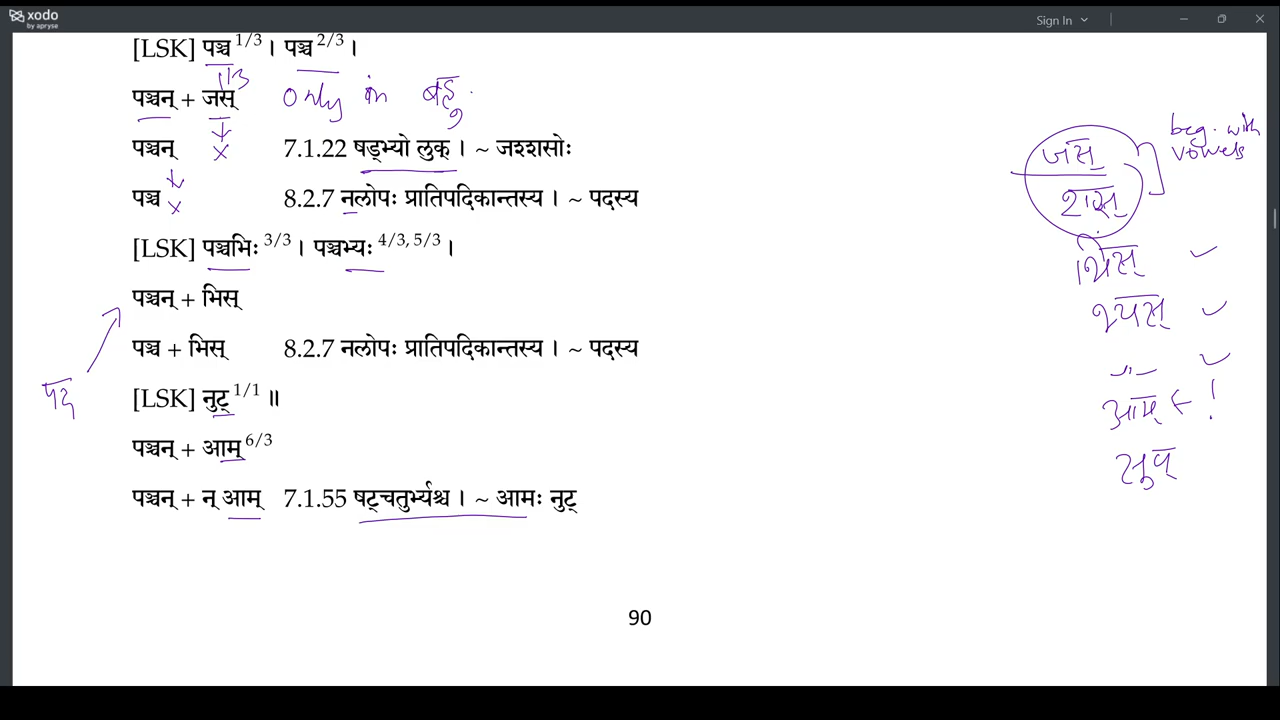 xodo
by apryse
Sign In
[LSK] पञ्च 1/3 । पञ्च 2/3 ।
1/3
पञ्चन् + जस् only in बहु.
पञ्चन् 7.1.22 षड्भ्यो लुक् । ~ जश्शसोः
x
पञ्च 8.2.7 नलोपः प्रातिपदिकान्तस्य । ~ पदस्य
x
[LSK] पञ्चभिः 3/3 । पञ्चभ्यः 4/3, 5/3 ।
पञ्चन् + भिस्
पञ्च + भिस् 8.2.7 नलोपः प्रातिपदिकान्तस्य । ~ पदस्य
पद
[LSK] नुट् 1/1 ॥
पञ्चन् + आम् 6/3
पञ्चन् + न् आम् 7.1.55 षट्चतुर्भ्यश्च । ~ आमः नुट्
जस्
शस्
beg. with
vowels
भिस्
भ्यस्
— " —
आम् ← !
सुप्
90